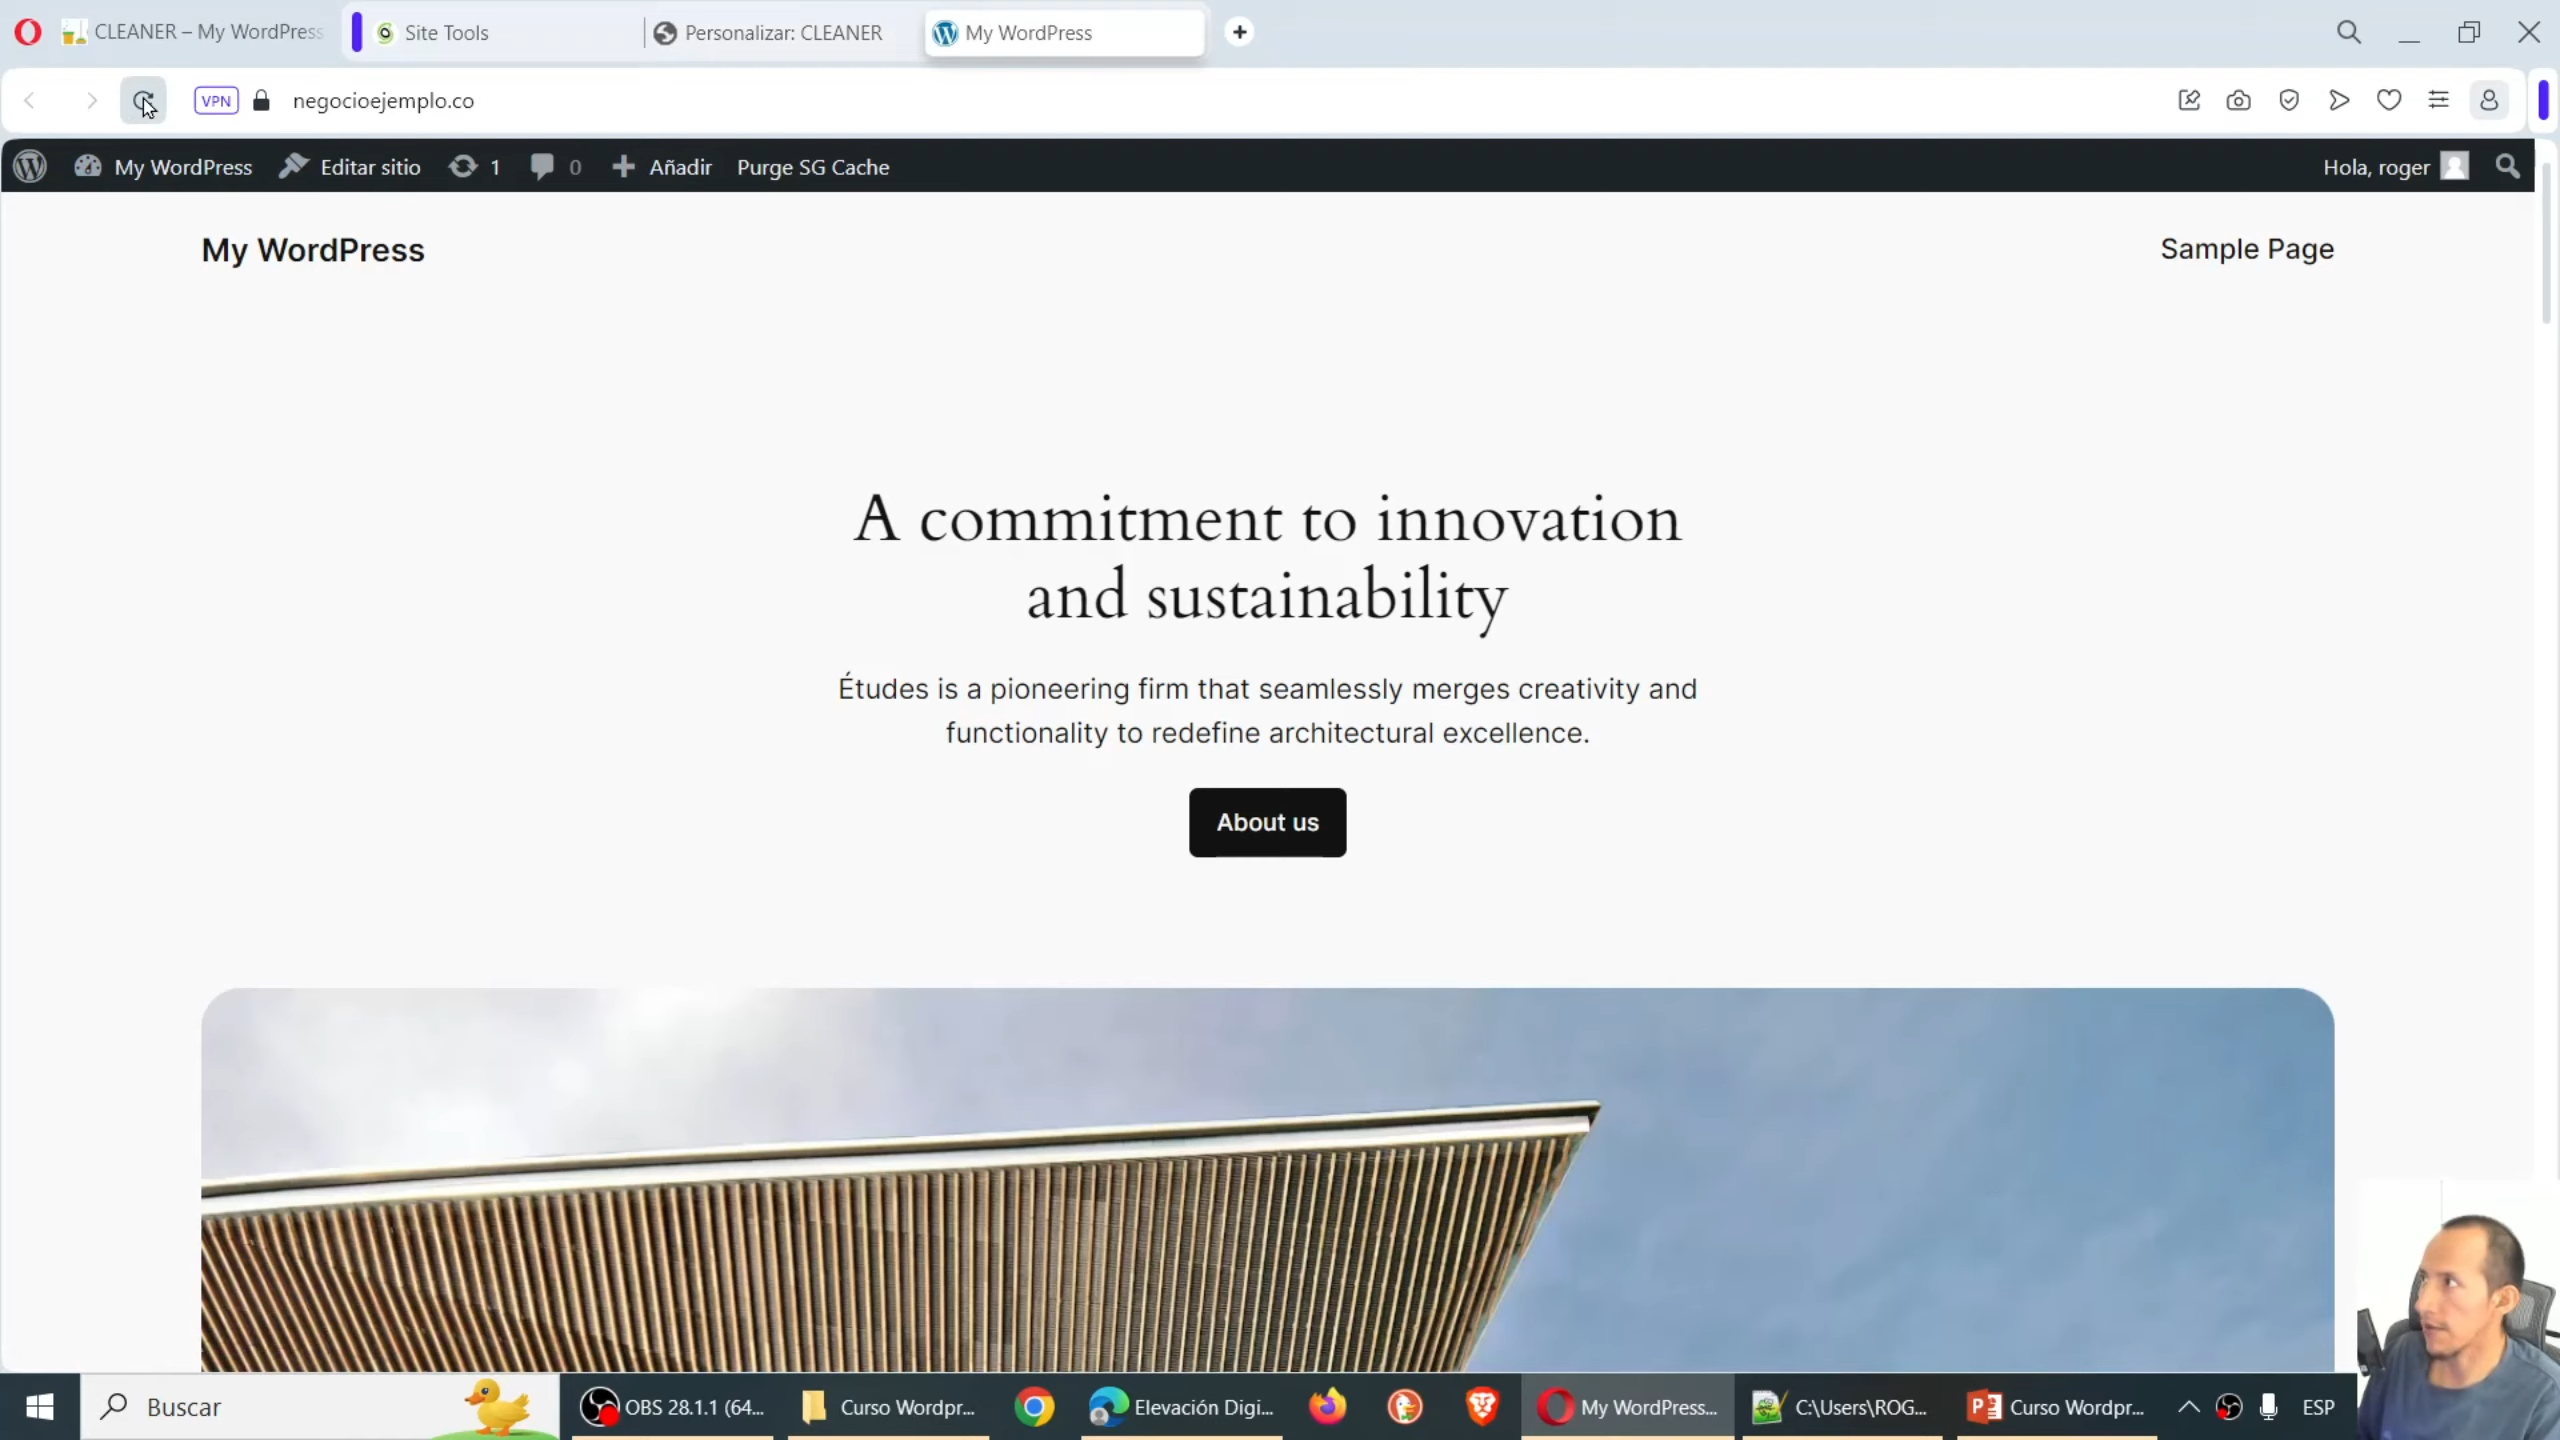 CLEANER – My WordPress
Site Tools
Personalizar: CLEANER
My WordPress
VPN
negocioejemplo.co
My WordPress
Editar sitio
1
0
Añadir
Purge SG Cache
Hola, roger
My WordPress
Sample Page
A commitment to innovation
and sustainability
Études is a pioneering firm that seamlessly merges creativity and
functionality to redefine architectural excellence.
About us
Buscar
OBS 28.1.1 (64...
Curso Wordpr...
Elevación Digi...
My WordPress...
C:\Users\ROG...
Curso Wordpr...
ESP